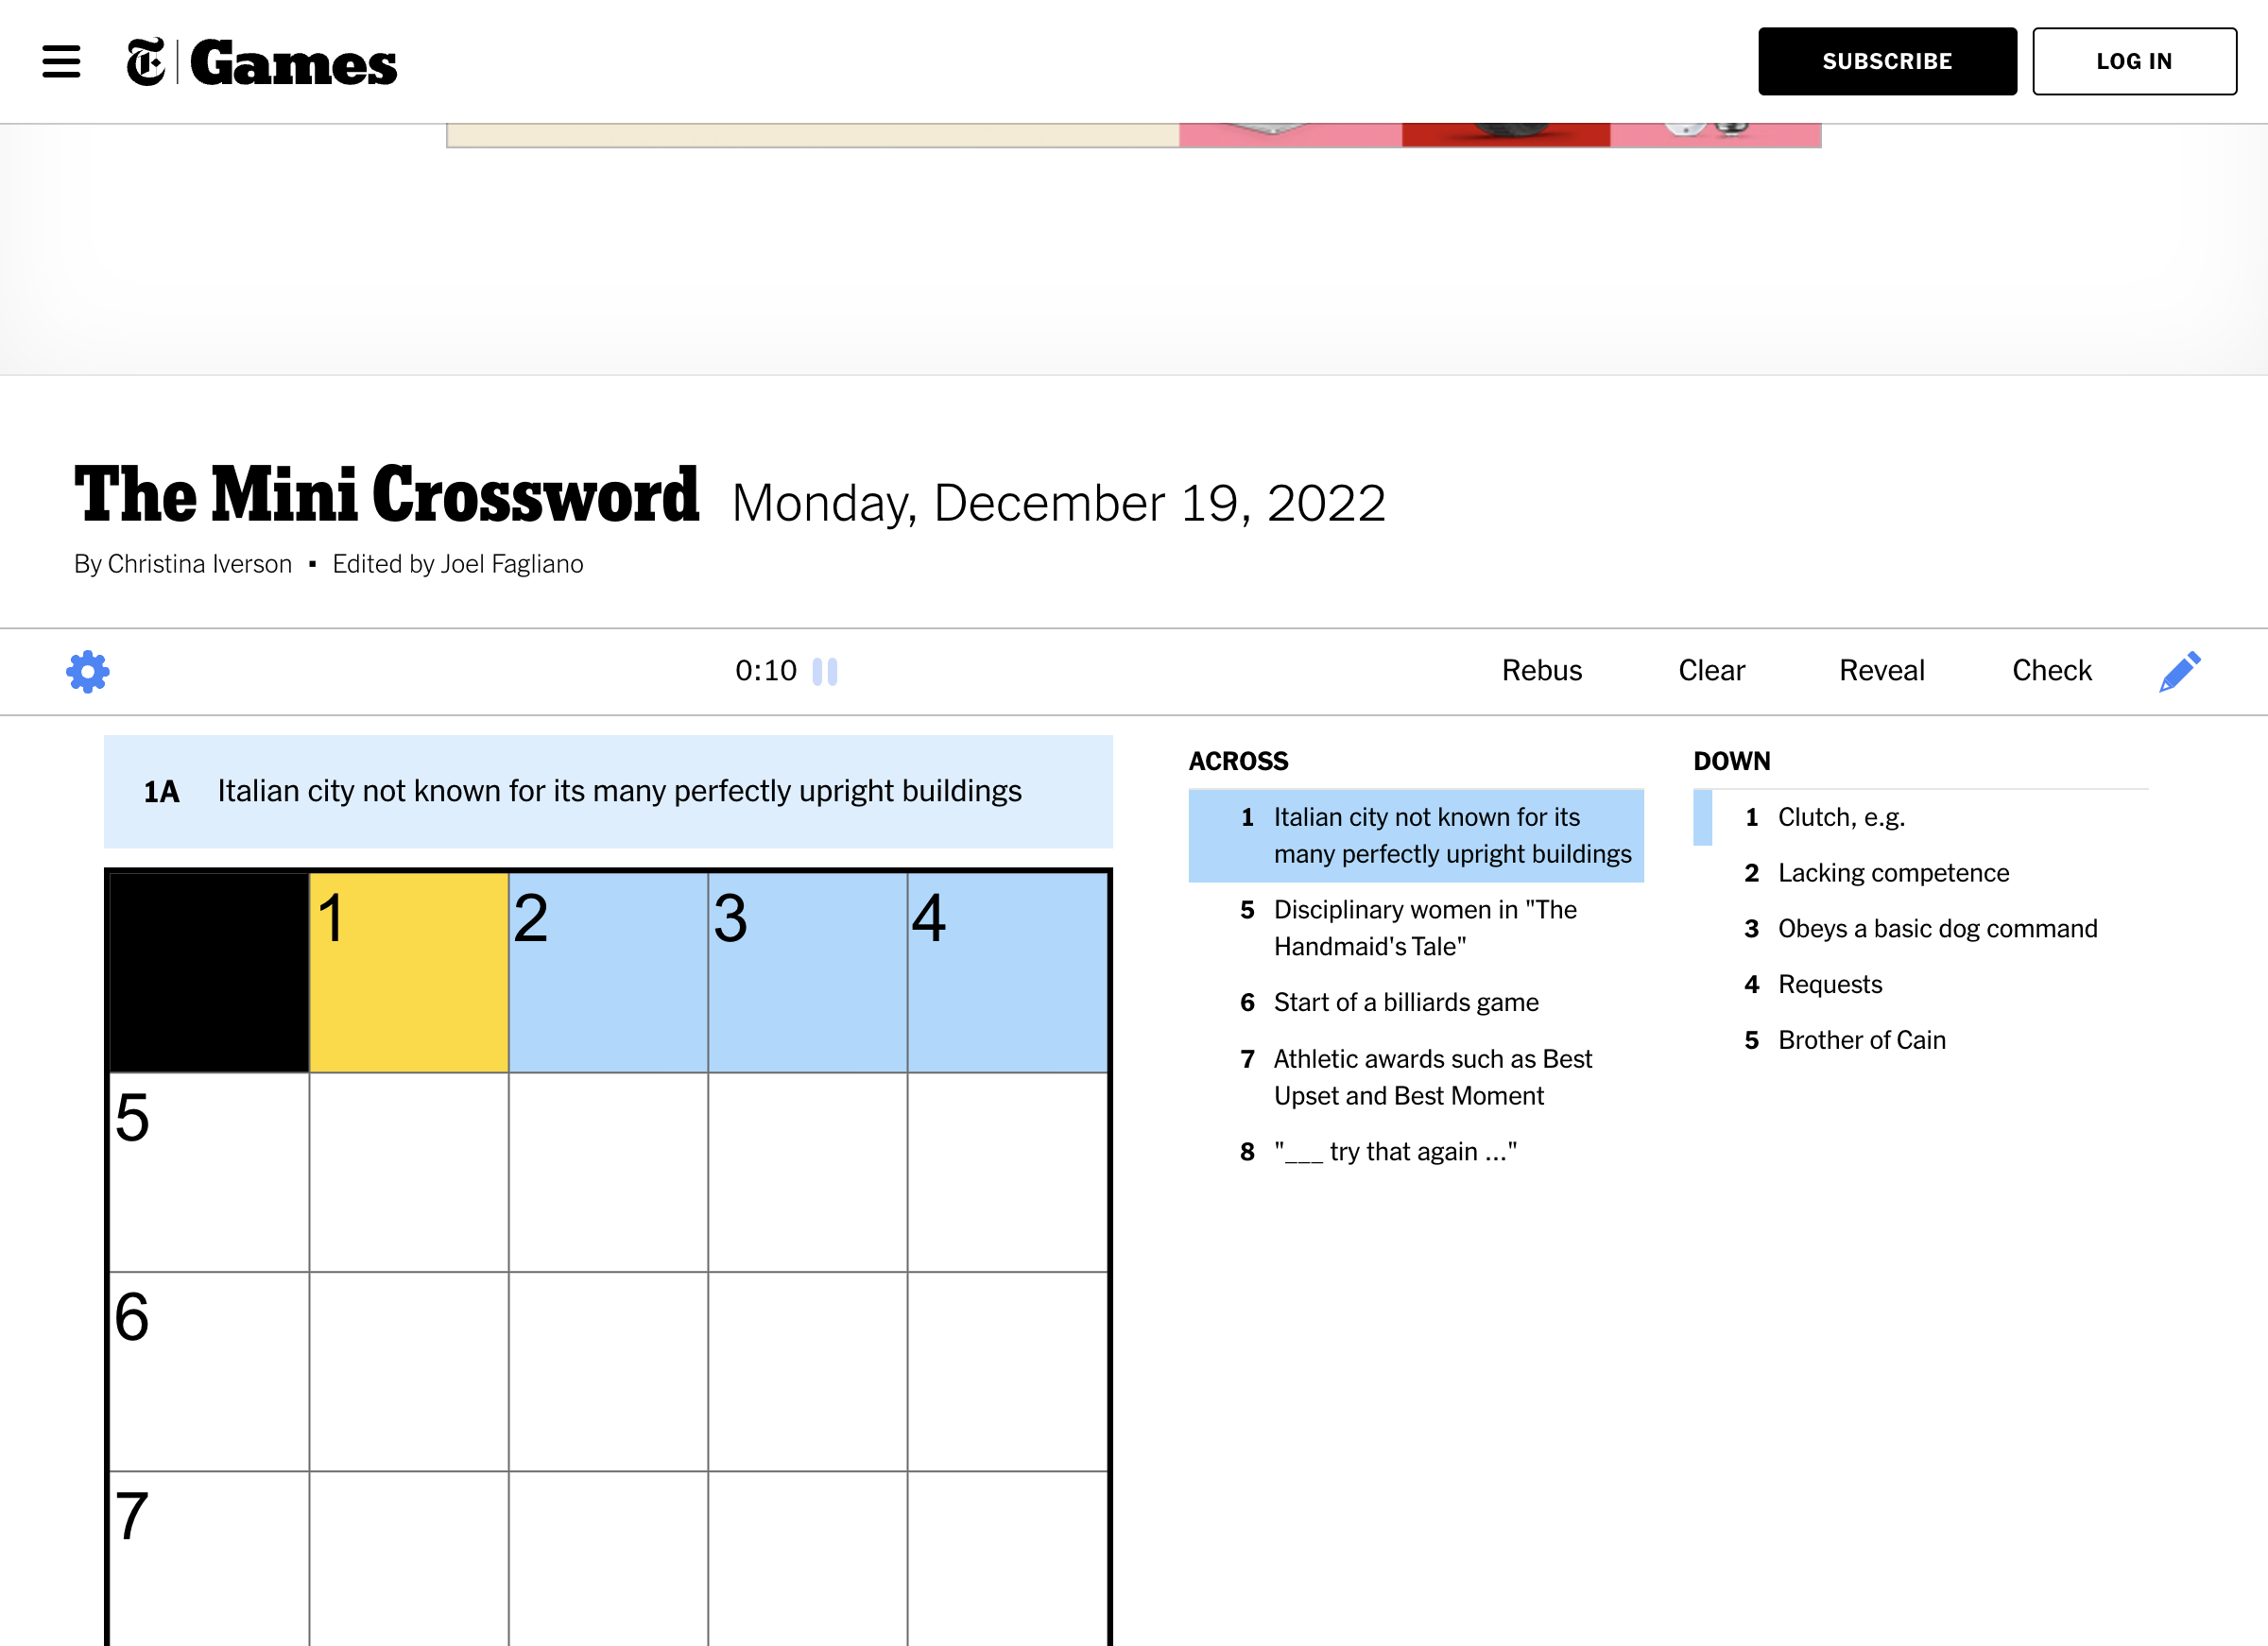 T Games
SUBSCRIBE
LOG IN
The Mini Crossword Monday, December 19, 2022
By Christina Iverson ▪ Edited by Joel Fagliano
0:10
Rebus
Clear
Reveal
Check
1A Italian city not known for its many perfectly upright buildings
1
2
3
4
5
6
7
ACROSS
1 Italian city not known for its
many perfectly upright buildings
5 Disciplinary women in "The
Handmaid's Tale"
6 Start of a billiards game
7 Athletic awards such as Best
Upset and Best Moment
8 "___ try that again ..."
DOWN
1 Clutch, e.g.
2 Lacking competence
3 Obeys a basic dog command
4 Requests
5 Brother of Cain